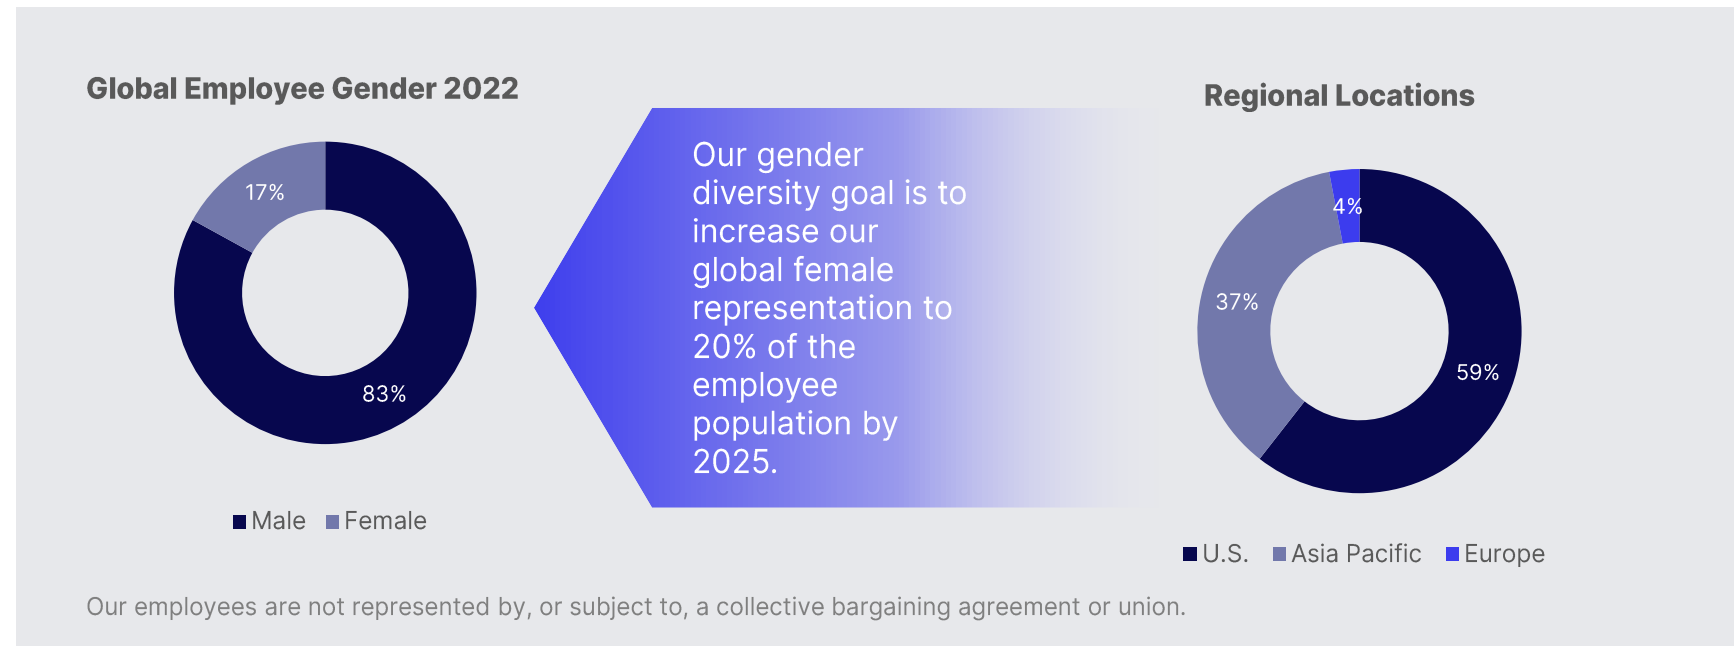 Global Employee Gender 2022
17%
83%
Male Female
Our gender
diversity goal is to
increase our
global female
representation to
20% of the
employee
population by
2025.
Regional Locations
4%
37%
59%
U.S. Asia Pacific Europe
Our employees are not represented by, or subject to, a collective bargaining agreement or union.